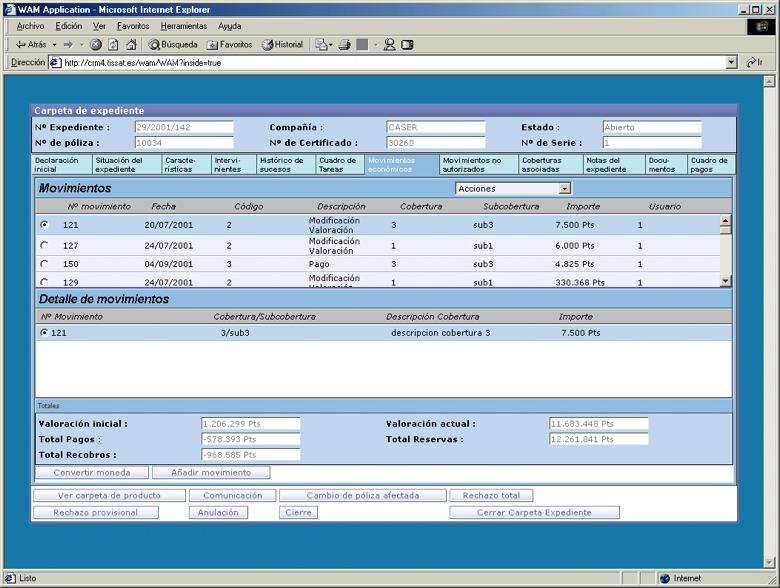 WAM Application - Microsoft Internet Explorer
Archivo Edición Ver Favoritos Herramientas Ayuda
Atrás Búsqueda Favoritos Historial
Dirección http://crm4.tissat.es/wam/WAM?inside=true Ir
Carpeta de expediente
Nº Expediente : 29/2001/142 Compañía : CASER Estado : Abierto
Nº de póliza : 10034 Nº de Certificado : 30260 Nº de Serie : 1
Declaración inicial Situación del expediente Caracte-rísticas Intervi-nientes Histórico de sucesos Cuadro de Tareas Movimientos económicos Movimientos no autorizados Coberturas asociadas Notas del expediente Docu-mentos Cuadro de pagos
Movimientos Acciones
Nº movimiento Fecha Código Descripción Cobertura Subcobertura Importe Usuario
121 20/07/2001 2 Modificación Valoración 3 sub3 7.500 Pts 1
127 24/07/2001 2 Modificación Valoración 1 sub1 6.000 Pts 1
150 04/09/2001 3 Pago 3 sub3 4.825 Pts 1
129 24/07/2001 2 Modificación 1 sub1 330.368 Pts 1
Detalle de movimientos
Nº Movimiento Cobertura/Subcobertura Descripción Cobertura Importe
121 3/sub3 descripcion cobertura 3 7.500 Pts
Totales
Valoración inicial : 1.206.299 Pts Valoración actual : 11.683.448 Pts
Total Pagos : -578.393 Pts Total Reservas : 12.261.841 Pts
Total Recobros : -968.585 Pts
Convertir moneda Añadir movimiento
Ver carpeta de producto Comunicación Cambio de póliza afectada Rechazo total
Rechazo provisional Anulación Cierre Cerrar Carpeta Expediente
Listo Internet